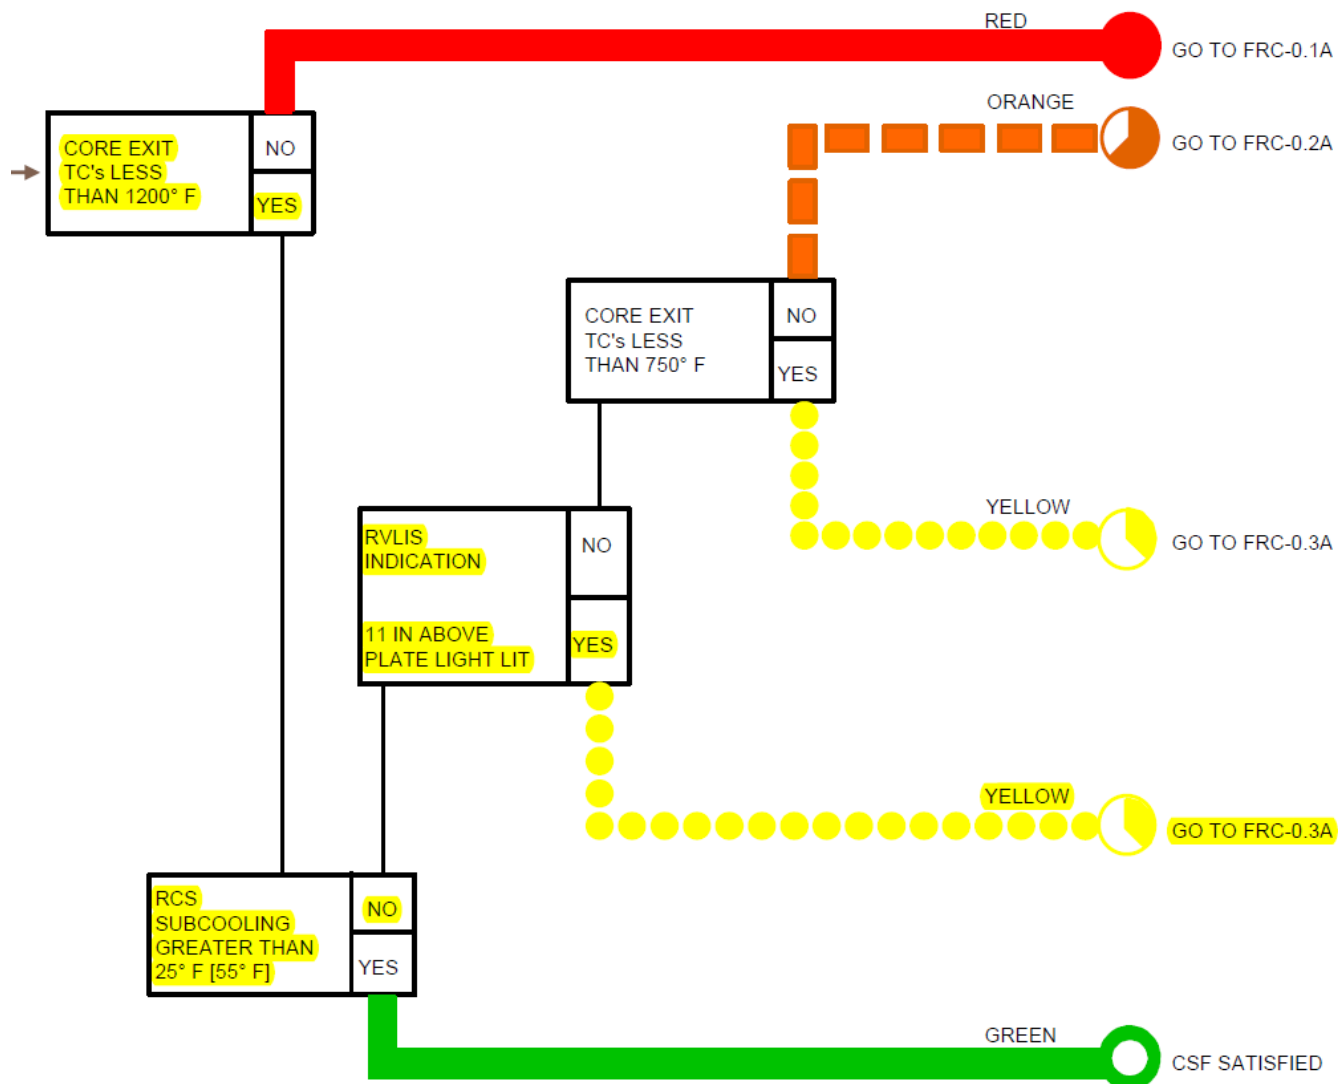 RED
GO TO FRC-0.1A
ORANGE
GO TO FRC-0.2A
CORE EXIT
TC's LESS
THAN 1200° F
NO
YES
CORE EXIT
TC's LESS
THAN 750° F
NO
YES
YELLOW
GO TO FRC-0.3A
RVLIS
INDICATION
11 IN ABOVE
PLATE LIGHT LIT
NO
YES
YELLOW
GO TO FRC-0.3A
RCS
SUBCOOLING
GREATER THAN
25° F [55° F]
NO
YES
GREEN
CSF SATISFIED